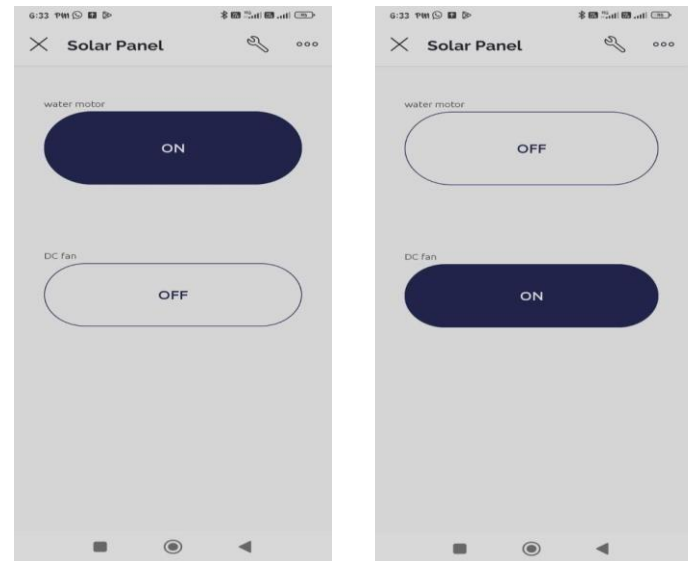 6:33 PM
Solar Panel
water motor
ON
DC fan
OFF
6:33 PM
Solar Panel
water motor
OFF
DC fan
ON